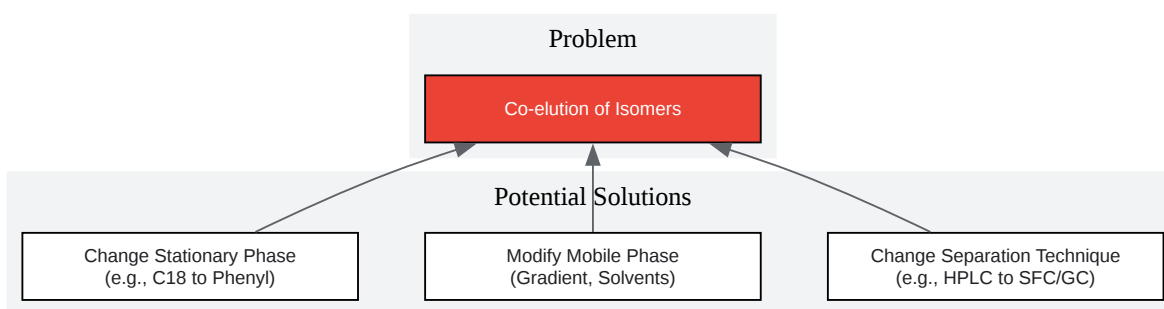 Problem
Co-elution of Isomers
Potential Solutions
Change Stationary Phase
(e.g., C18 to Phenyl)
Modify Mobile Phase
(Gradient, Solvents)
Change Separation Technique
(e.g., HPLC to SFC/GC)